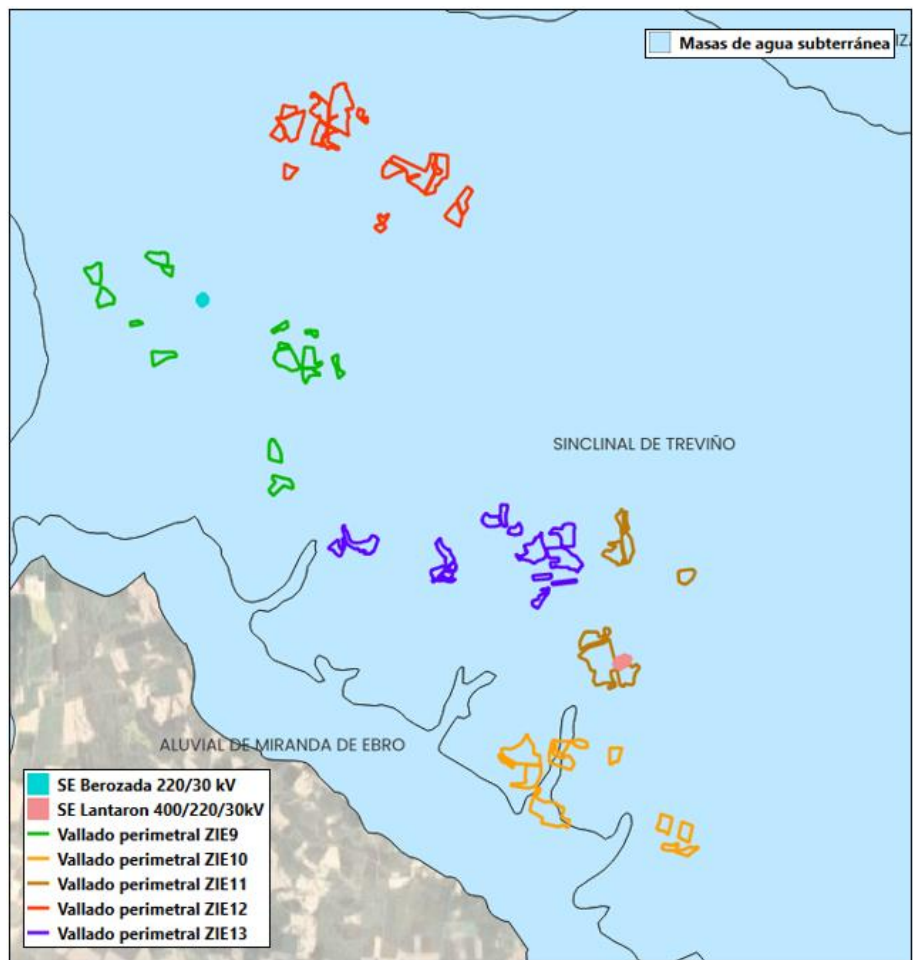 Masas de agua subterránea
IZ
SINCLINAL DE TREVIÑO
ALUVIAL DE MIRANDA DE EBRO
SE Berozada 220/30 kV
SE Lantaron 400/220/30kV
Vallado perimetral ZIE9
Vallado perimetral ZIE10
Vallado perimetral ZIE11
Vallado perimetral ZIE12
Vallado perimetral ZIE13